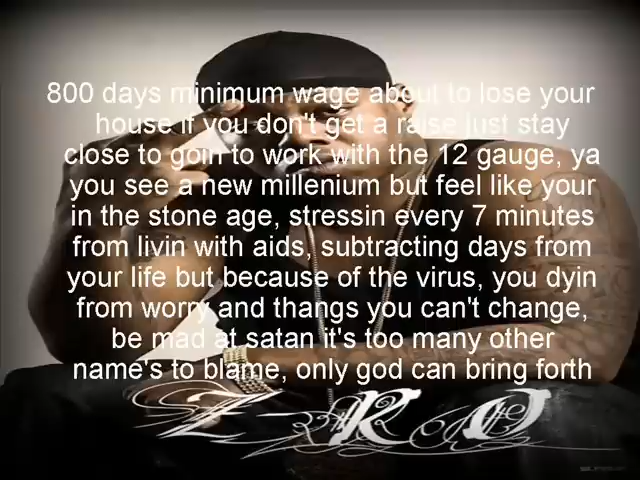 800 days minimum wage about to lose your
house if you don't get a raise just stay
close to goin to work with the 12 gauge, ya
you see a new millenium but feel like your
in the stone age, stressin every 7 minutes
from livin with aids, subtracting days from
your life but because of the virus, you dyin
from worry and thangs you can't change,
be mad at satan it's too many other
name's to blame, only god can bring forth
Z-RO